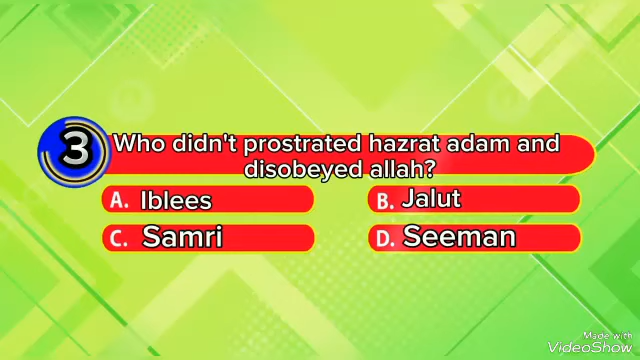 3
Who didn't prostrated hazrat adam and
disobeyed allah?
A. Iblees
B. Jalut
C. Samri
D. Seeman
Made with
VideoShow